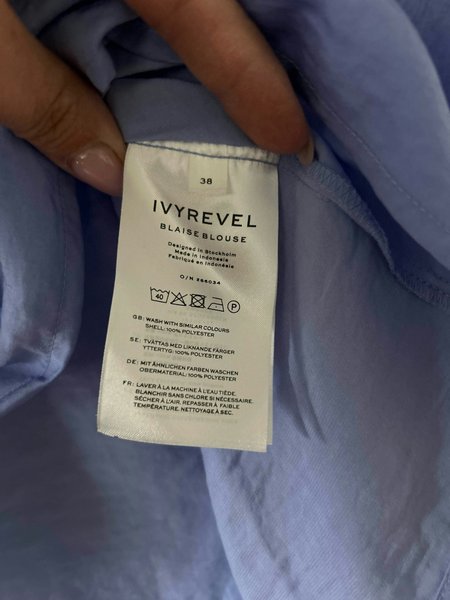 38
IVYREVEL
BLAISE BLOUSE
Designed in Stockholm
Made in Indonesia
Fabriqué en Indonésie
O/N 266034
40 P
GB: WASH WITH SIMILAR COLOURS
SHELL: 100% POLYESTER
SE: TVÄTTAS MED LIKNANDE FÄRGER
YTTERTYG: 100% POLYESTER
DE: MIT ÄHNLICHEN FARBEN WASCHEN
OBERMATERIAL: 100% POLYESTER
FR: LAVER À LA MACHINE À L'EAU TIÈDE.
BLANCHIR SANS CHLORE SI NÉCESSAIRE.
SÉCHER À L'AIR. REPASSER À FAIBLE
TEMPÉRATURE. NETTOYAGE À SEC.